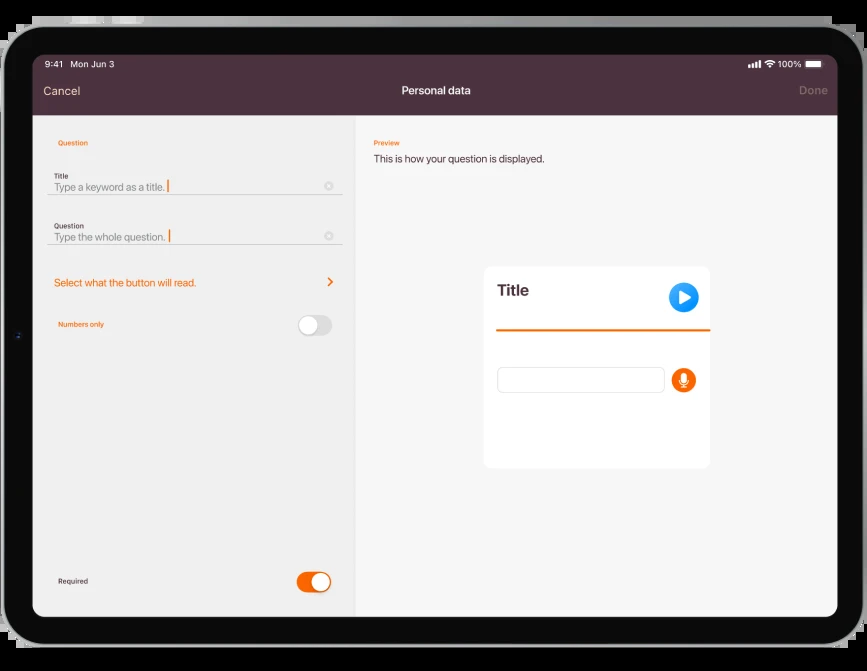 9:41 Mon Jun 3 100%
Cancel Personal data Done
Question
Title
Type a keyword as a title.
Question
Type the whole question.
Select what the button will read.
Numbers only
Required
Preview
This is how your question is displayed.
Title